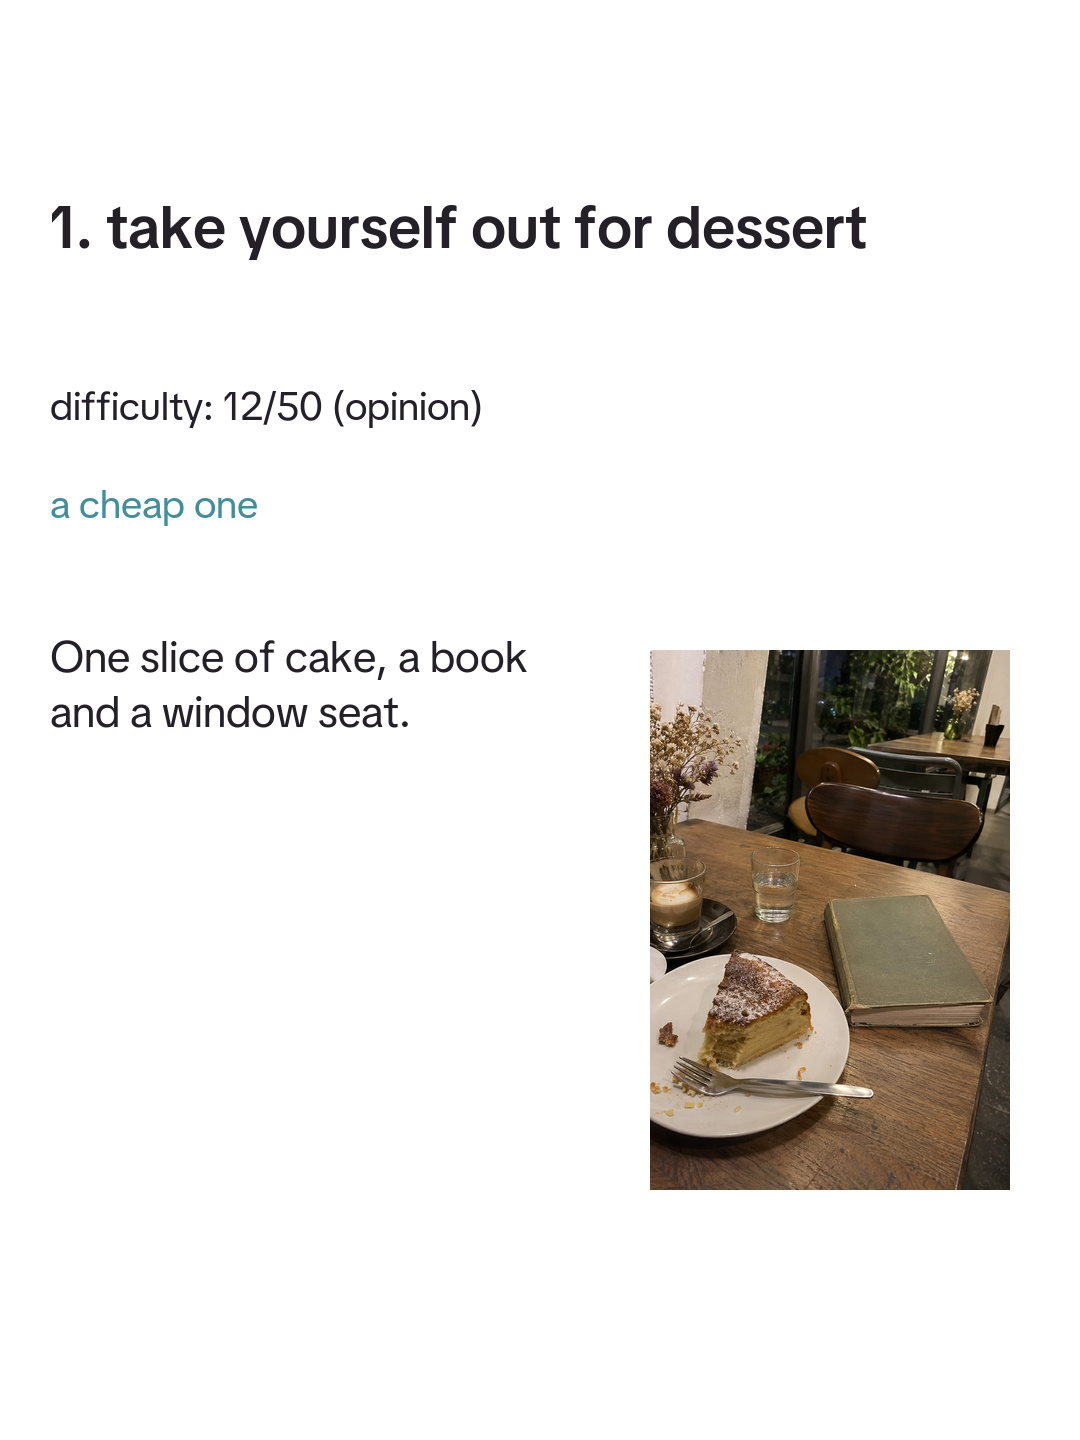 1. take yourself out for dessert
difficulty: 12/50 (opinion)
a cheap one
One slice of cake, a book
and a window seat.